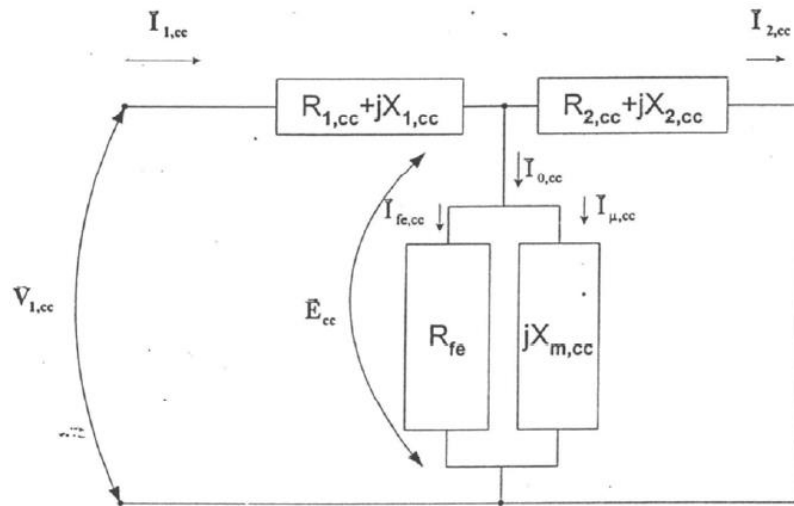 I1,cc
I2,cc
R1,cc+jX1,cc
R2,cc+jX2,cc
I0,cc
Ife,cc
Iμ,cc
V1,cc
Ecc
Rfe
jXm,cc